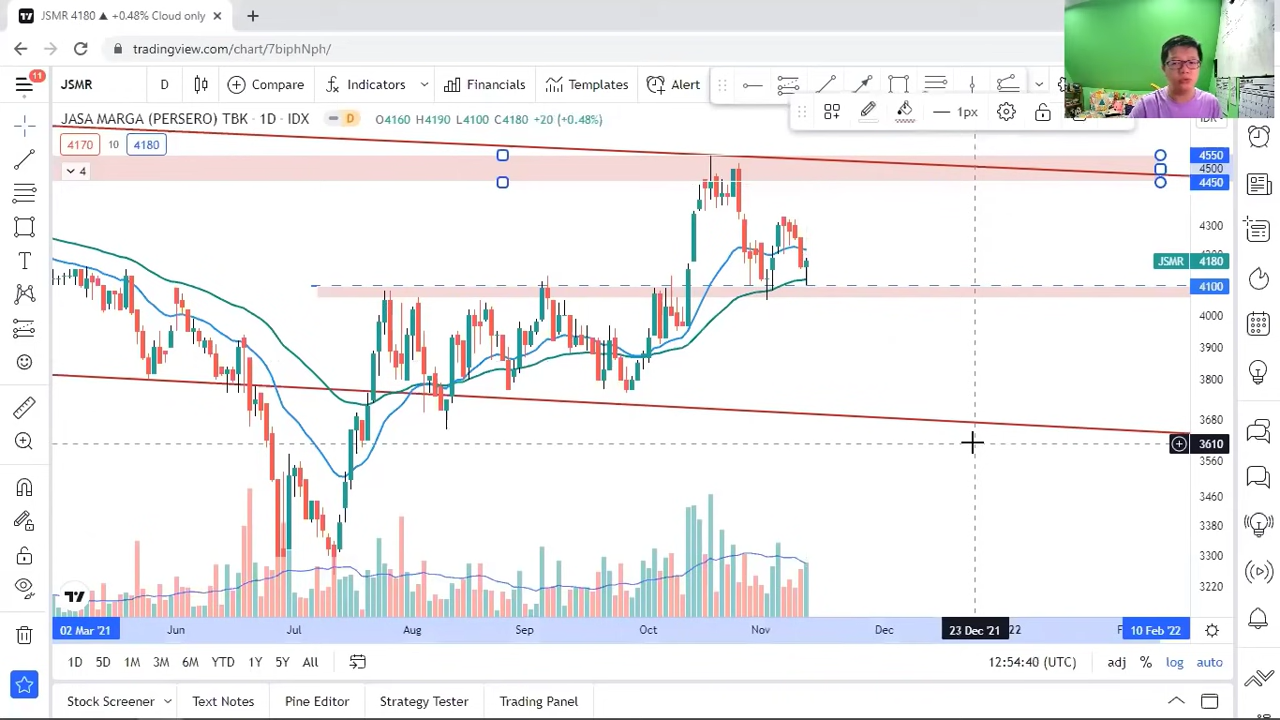 JSMR 4180 ▲ +0.48% Cloud only
tradingview.com/chart/7biphNph/
11
JSMR
D
Compare
Indicators
Financials
Templates
Alert
1px
JASA MARGA (PERSERO) TBK · 1D · IDX
D
O4160 H4190 L4100 C4180 +20 (+0.48%)
4170
10
4180
4
4550
4500
4450
4300
JSMR 4180
4100
4000
3900
3800
3680
3610
3560
3460
3380
3300
3220
02 Mar '21
Jun
Jul
Aug
Sep
Oct
Nov
Dec
23 Dec '21
22
10 Feb '22
1D
5D
1M
3M
6M
YTD
1Y
5Y
All
12:54:40 (UTC)
adj
%
log
auto
Stock Screener
Text Notes
Pine Editor
Strategy Tester
Trading Panel